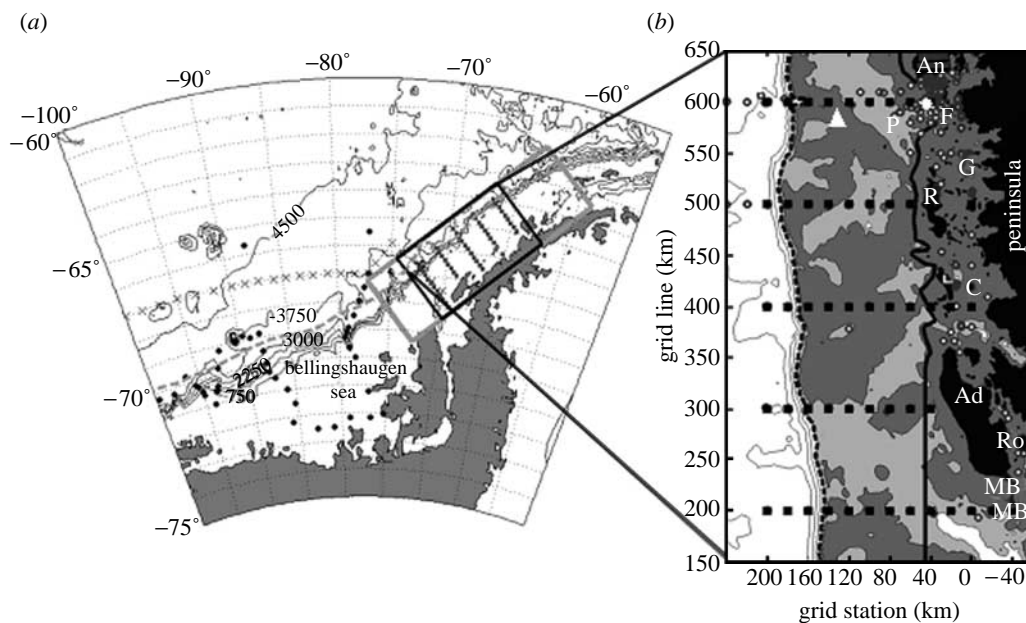 (a)
−100˚
−90˚
−80˚
−70˚
−60˚
−60˚
−65˚
−70˚
−75˚
4500
-3750
3000
2250
750
bellingshaugen
sea
(b)
650
600
550
500
450
400
350
300
250
200
150
grid line (km)
200 160 120 80 40 0 −40
grid station (km)
An
P
F
G
R
C
Ad
Ro
MB
MB
peninsula